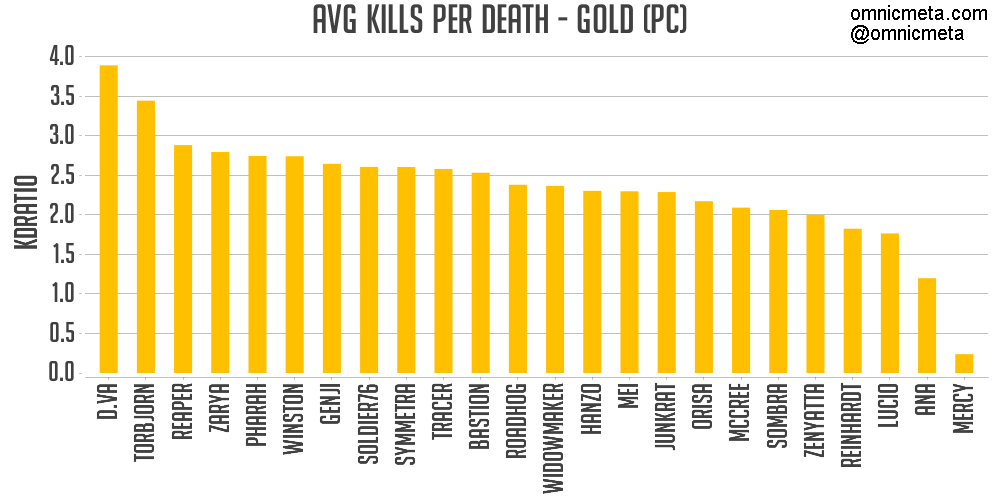 AVG KILLS PER DEATH - GOLD (PC)
omnicmeta.com
@omnicmeta
KDRATIO
4.0
3.5
3.0
2.5
2.0
1.5
1.0
0.5
0.0
D.VA
TORBJORN
REAPER
ZARYA
PHARAH
WINSTON
GENJI
SOLDIER76
SYMMETRA
TRACER
BASTION
ROADHOG
WIDOWMAKER
HANZO
MEI
JUNKRAT
ORISA
MCCREE
SOMBRA
ZENYATTA
REINHARDT
LUCIO
ANA
MERCY